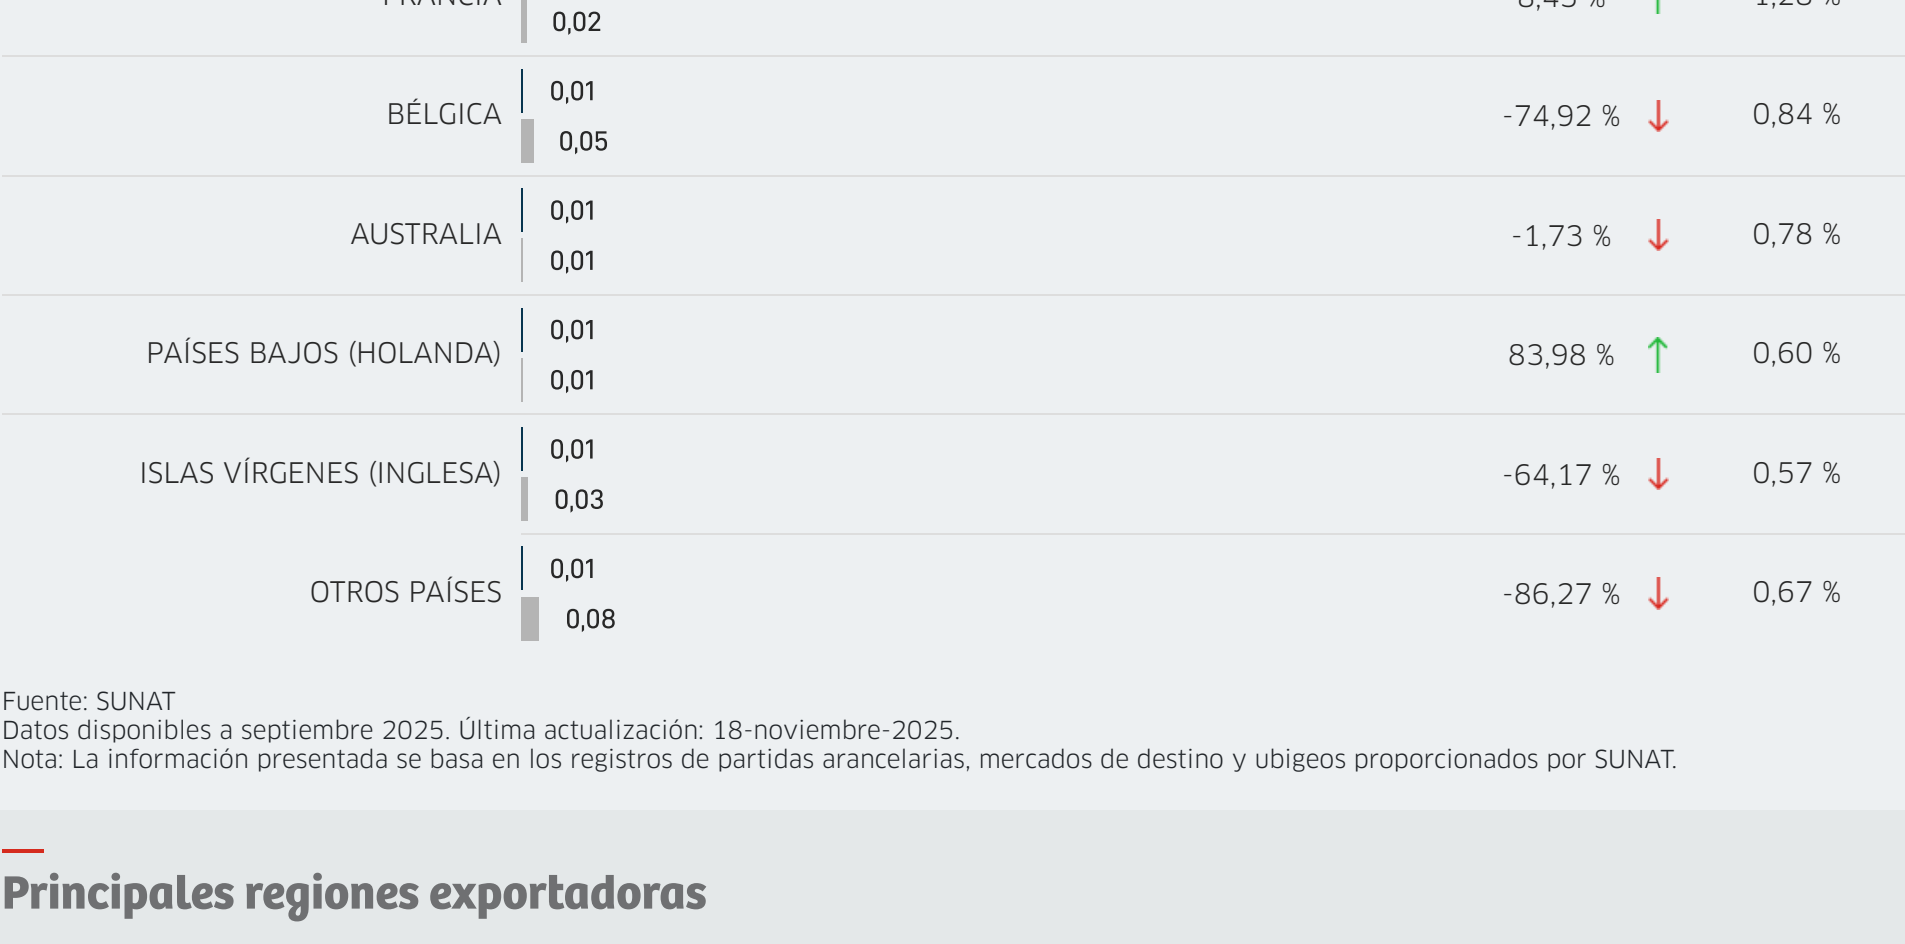 FRANCIA
0,02
BÉLGICA
0,01
0,05
-74,92 %
0,84 %
AUSTRALIA
0,01
0,01
-1,73 %
0,78 %
PAÍSES BAJOS (HOLANDA)
0,01
0,01
83,98 %
0,60 %
ISLAS VÍRGENES (INGLESA)
0,01
0,03
-64,17 %
0,57 %
OTROS PAÍSES
0,01
0,08
-86,27 %
0,67 %
Fuente: SUNAT
Datos disponibles a septiembre 2025. Última actualización: 18-noviembre-2025.
Nota: La información presentada se basa en los registros de partidas arancelarias, mercados de destino y ubigeos proporcionados por SUNAT.
Principales regiones exportadoras